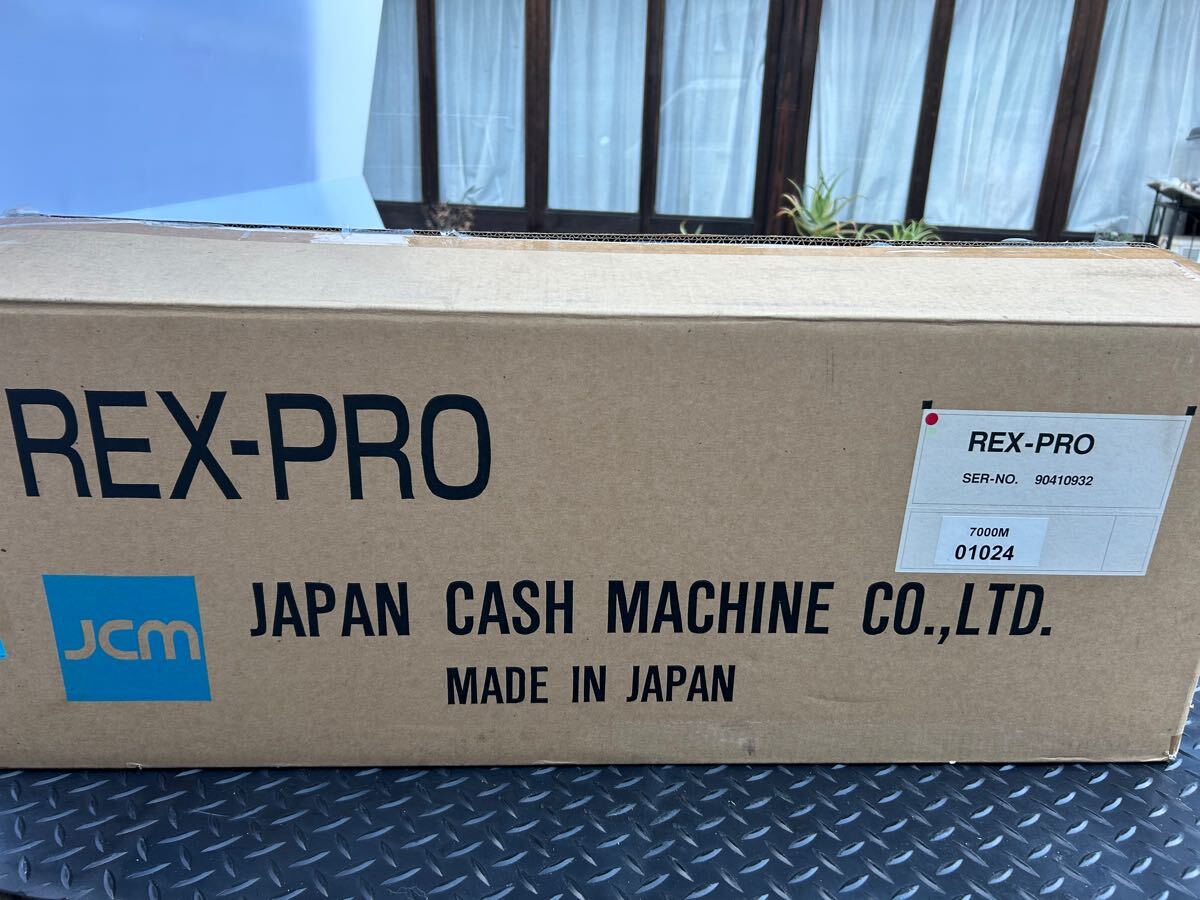 REX-PRO
REX-PRO
SER-NO. 90410932
7000M
01024
JCM
JAPAN CASH MACHINE CO.,LTD.
MADE IN JAPAN